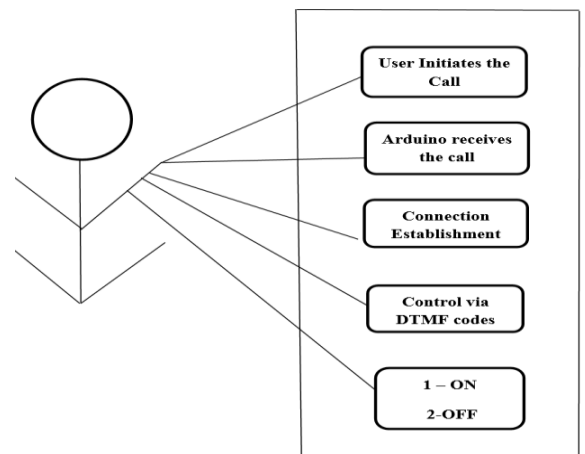 User Initiates the
Call
Arduino receives
the call
Connection
Establishment
Control via
DTMF codes
1 – ON
2-OFF